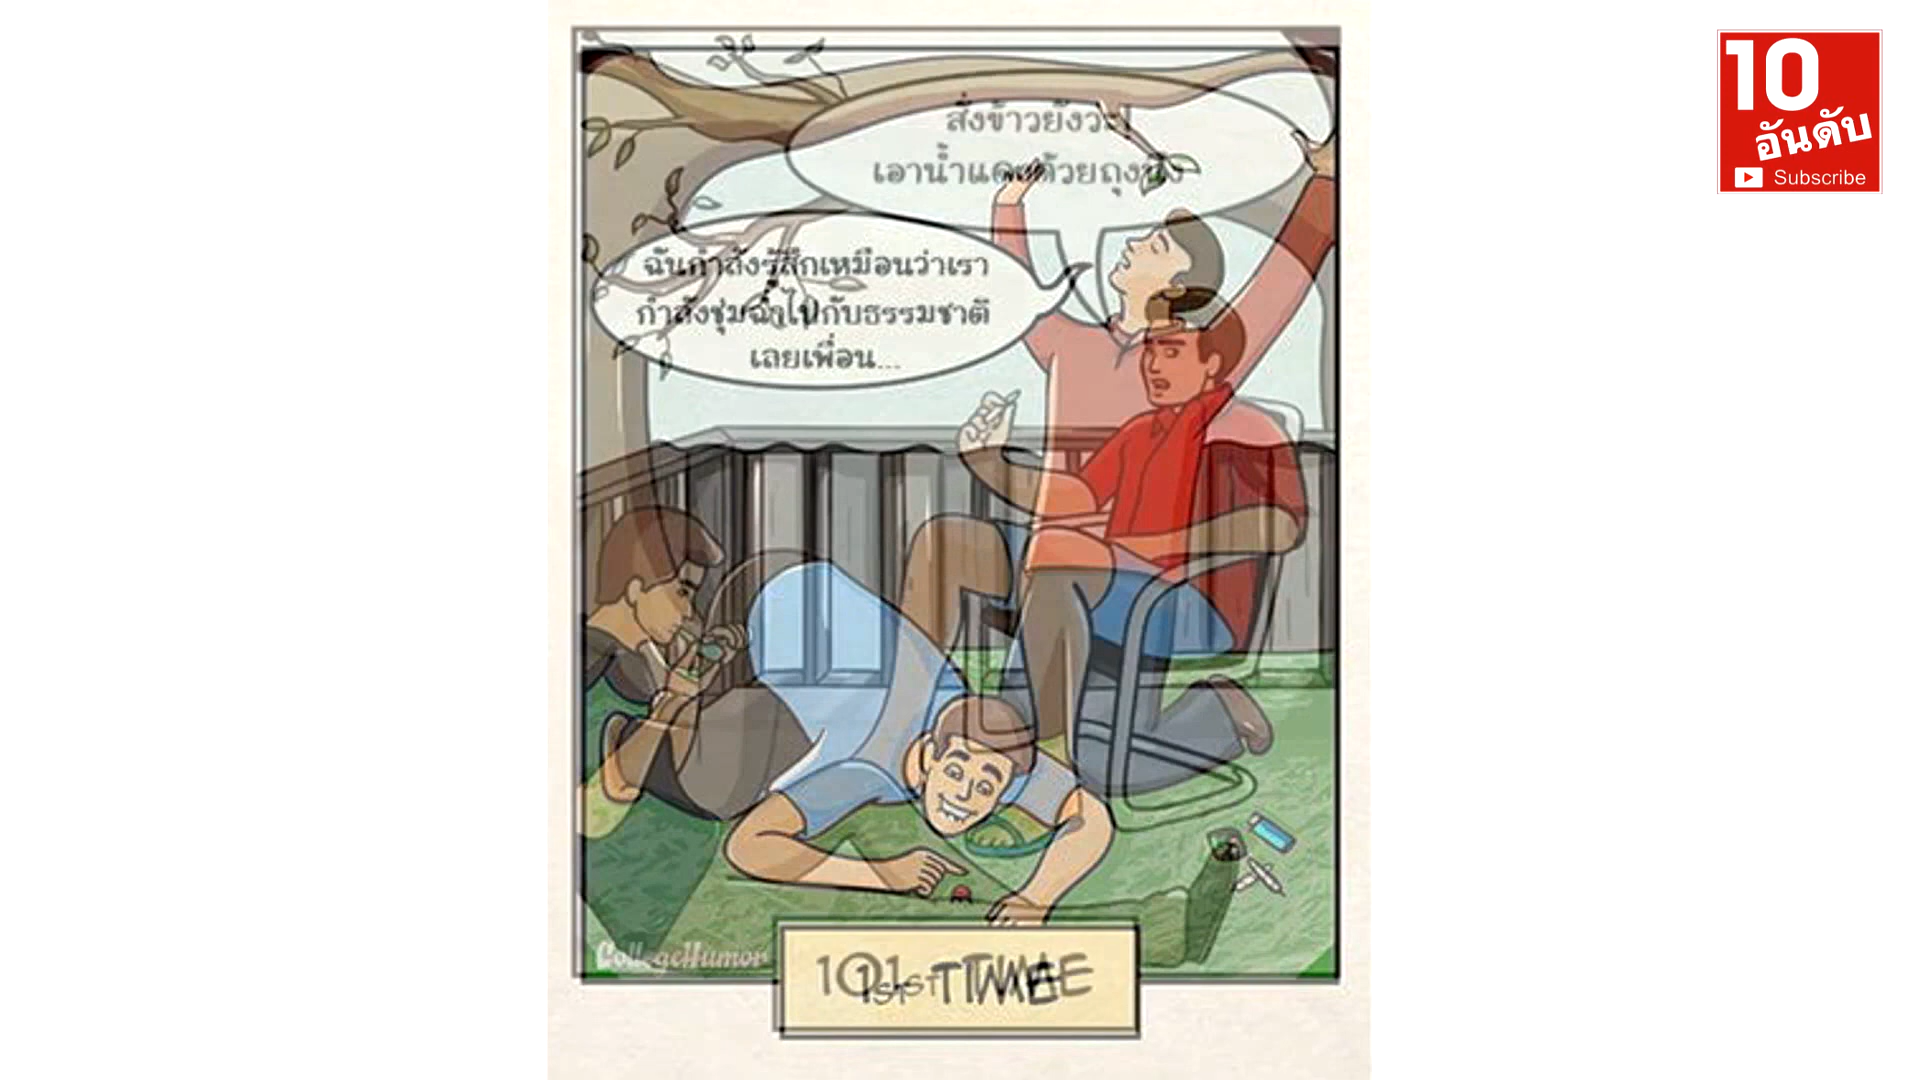 10
อันดับ
Subscribe
สั่งข้าวยังวะ!
เอาน้ำแดงด้วยถุงนึง
ฉันกำลังรู้สึกเหมือนว่าเรา
กำลังชุ่มฉ่ำไปกับธรรมชาติ
เลยเพื่อน...
CollegeHumor
1st TIME
101st TIME